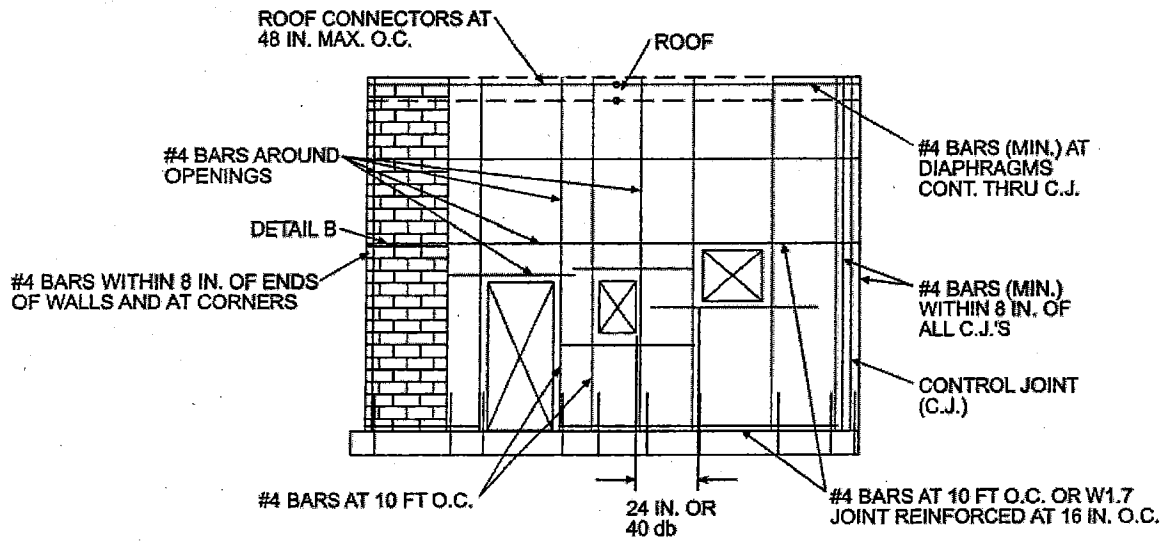 ROOF CONNECTORS AT
48 IN. MAX. O.C.
ROOF
#4 BARS AROUND
OPENINGS
#4 BARS (MIN.) AT
DIAPHRAGMS
CONT. THRU C.J.
DETAIL B
#4 BARS WITHIN 8 IN. OF ENDS
OF WALLS AND AT CORNERS
#4 BARS (MIN.)
WITHIN 8 IN. OF
ALL C.J.'S
CONTROL JOINT
(C.J.)
#4 BARS AT 10 FT O.C.
24 IN. OR
40 db
#4 BARS AT 10 FT O.C. OR W1.7
JOINT REINFORCED AT 16 IN. O.C.